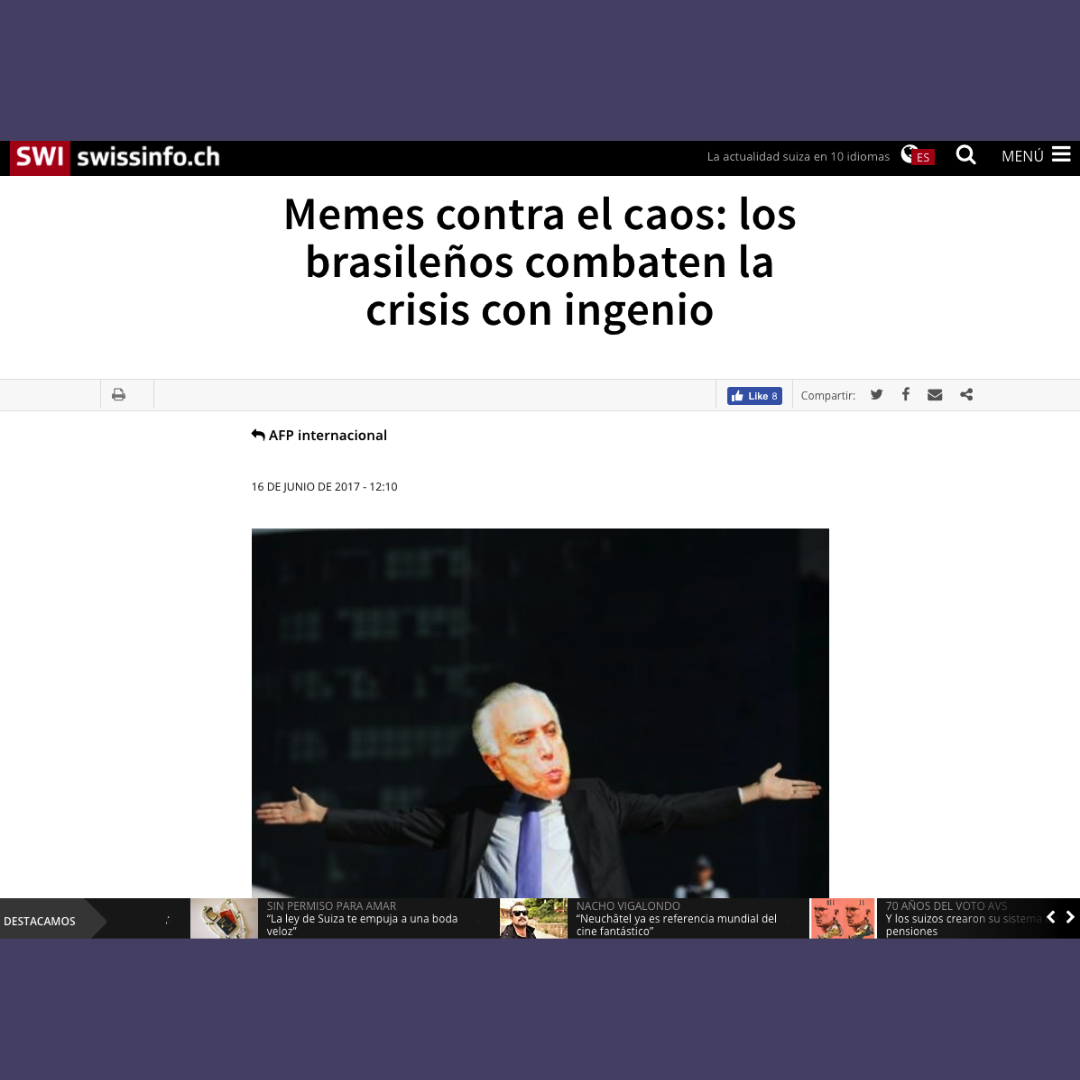 SWI swissinfo.ch
La actualidad suiza en 10 idiomas
ES
MENÚ
Memes contra el caos: los
brasileños combaten la
crisis con ingenio
Like 8
Compartir:
AFP internacional
16 DE JUNIO DE 2017 - 12:10
DESTACAMOS
SIN PERMISO PARA AMAR
“La ley de Suiza te empuja a una boda
veloz”
NACHO VIGALONDO
“Neuchâtel ya es referencia mundial del
cine fantástico”
70 AÑOS DEL VOTO AVS
Y los suizos crearon su sistema
pensiones